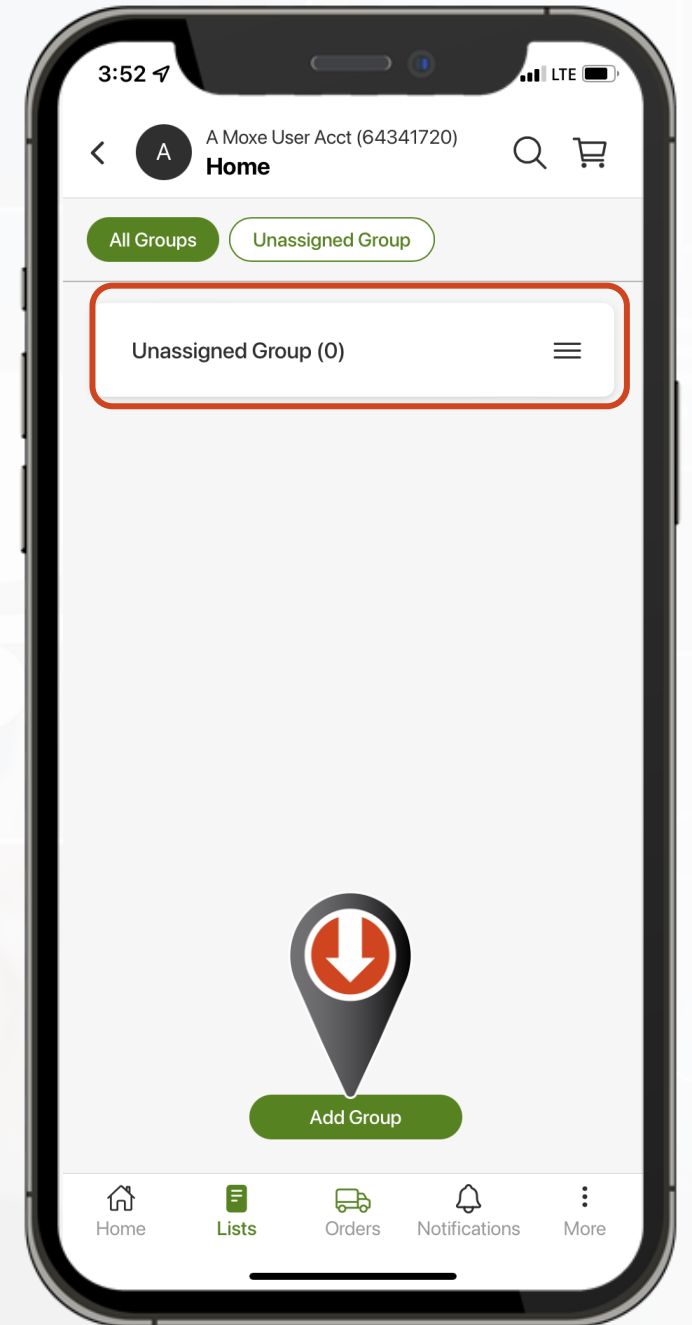 3:52 LTE
A Moxe User Acct (64341720)
A Home
All Groups Unassigned Group
Unassigned Group (0)
Add Group
Home Lists Orders Notifications More